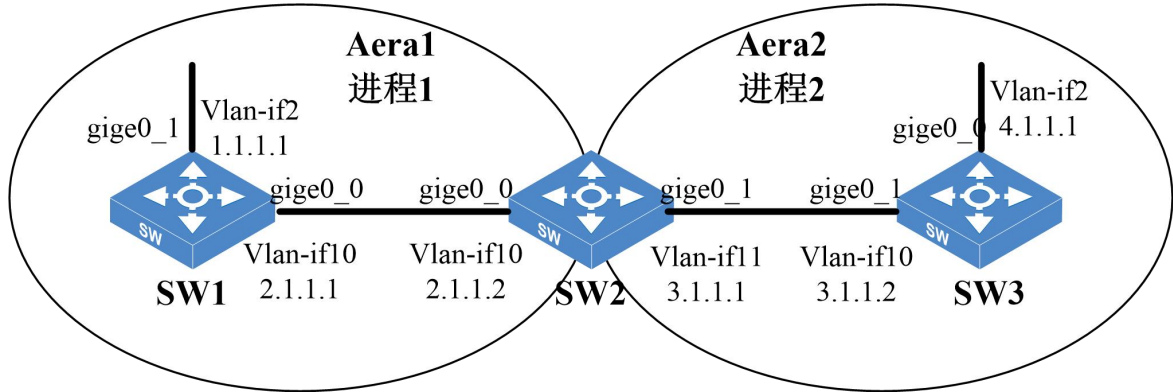 Aera1
进程1
Aera2
进程2
gige0_1
Vlan-if2
1.1.1.1
gige0_0
Vlan-if2
4.1.1.1
gige0_0
gige0_0
gige0_1
gige0_1
SW
SW
SW
Vlan-if10
2.1.1.1
Vlan-if10
2.1.1.2
Vlan-if11
3.1.1.1
Vlan-if10
3.1.1.2
SW1
SW2
SW3